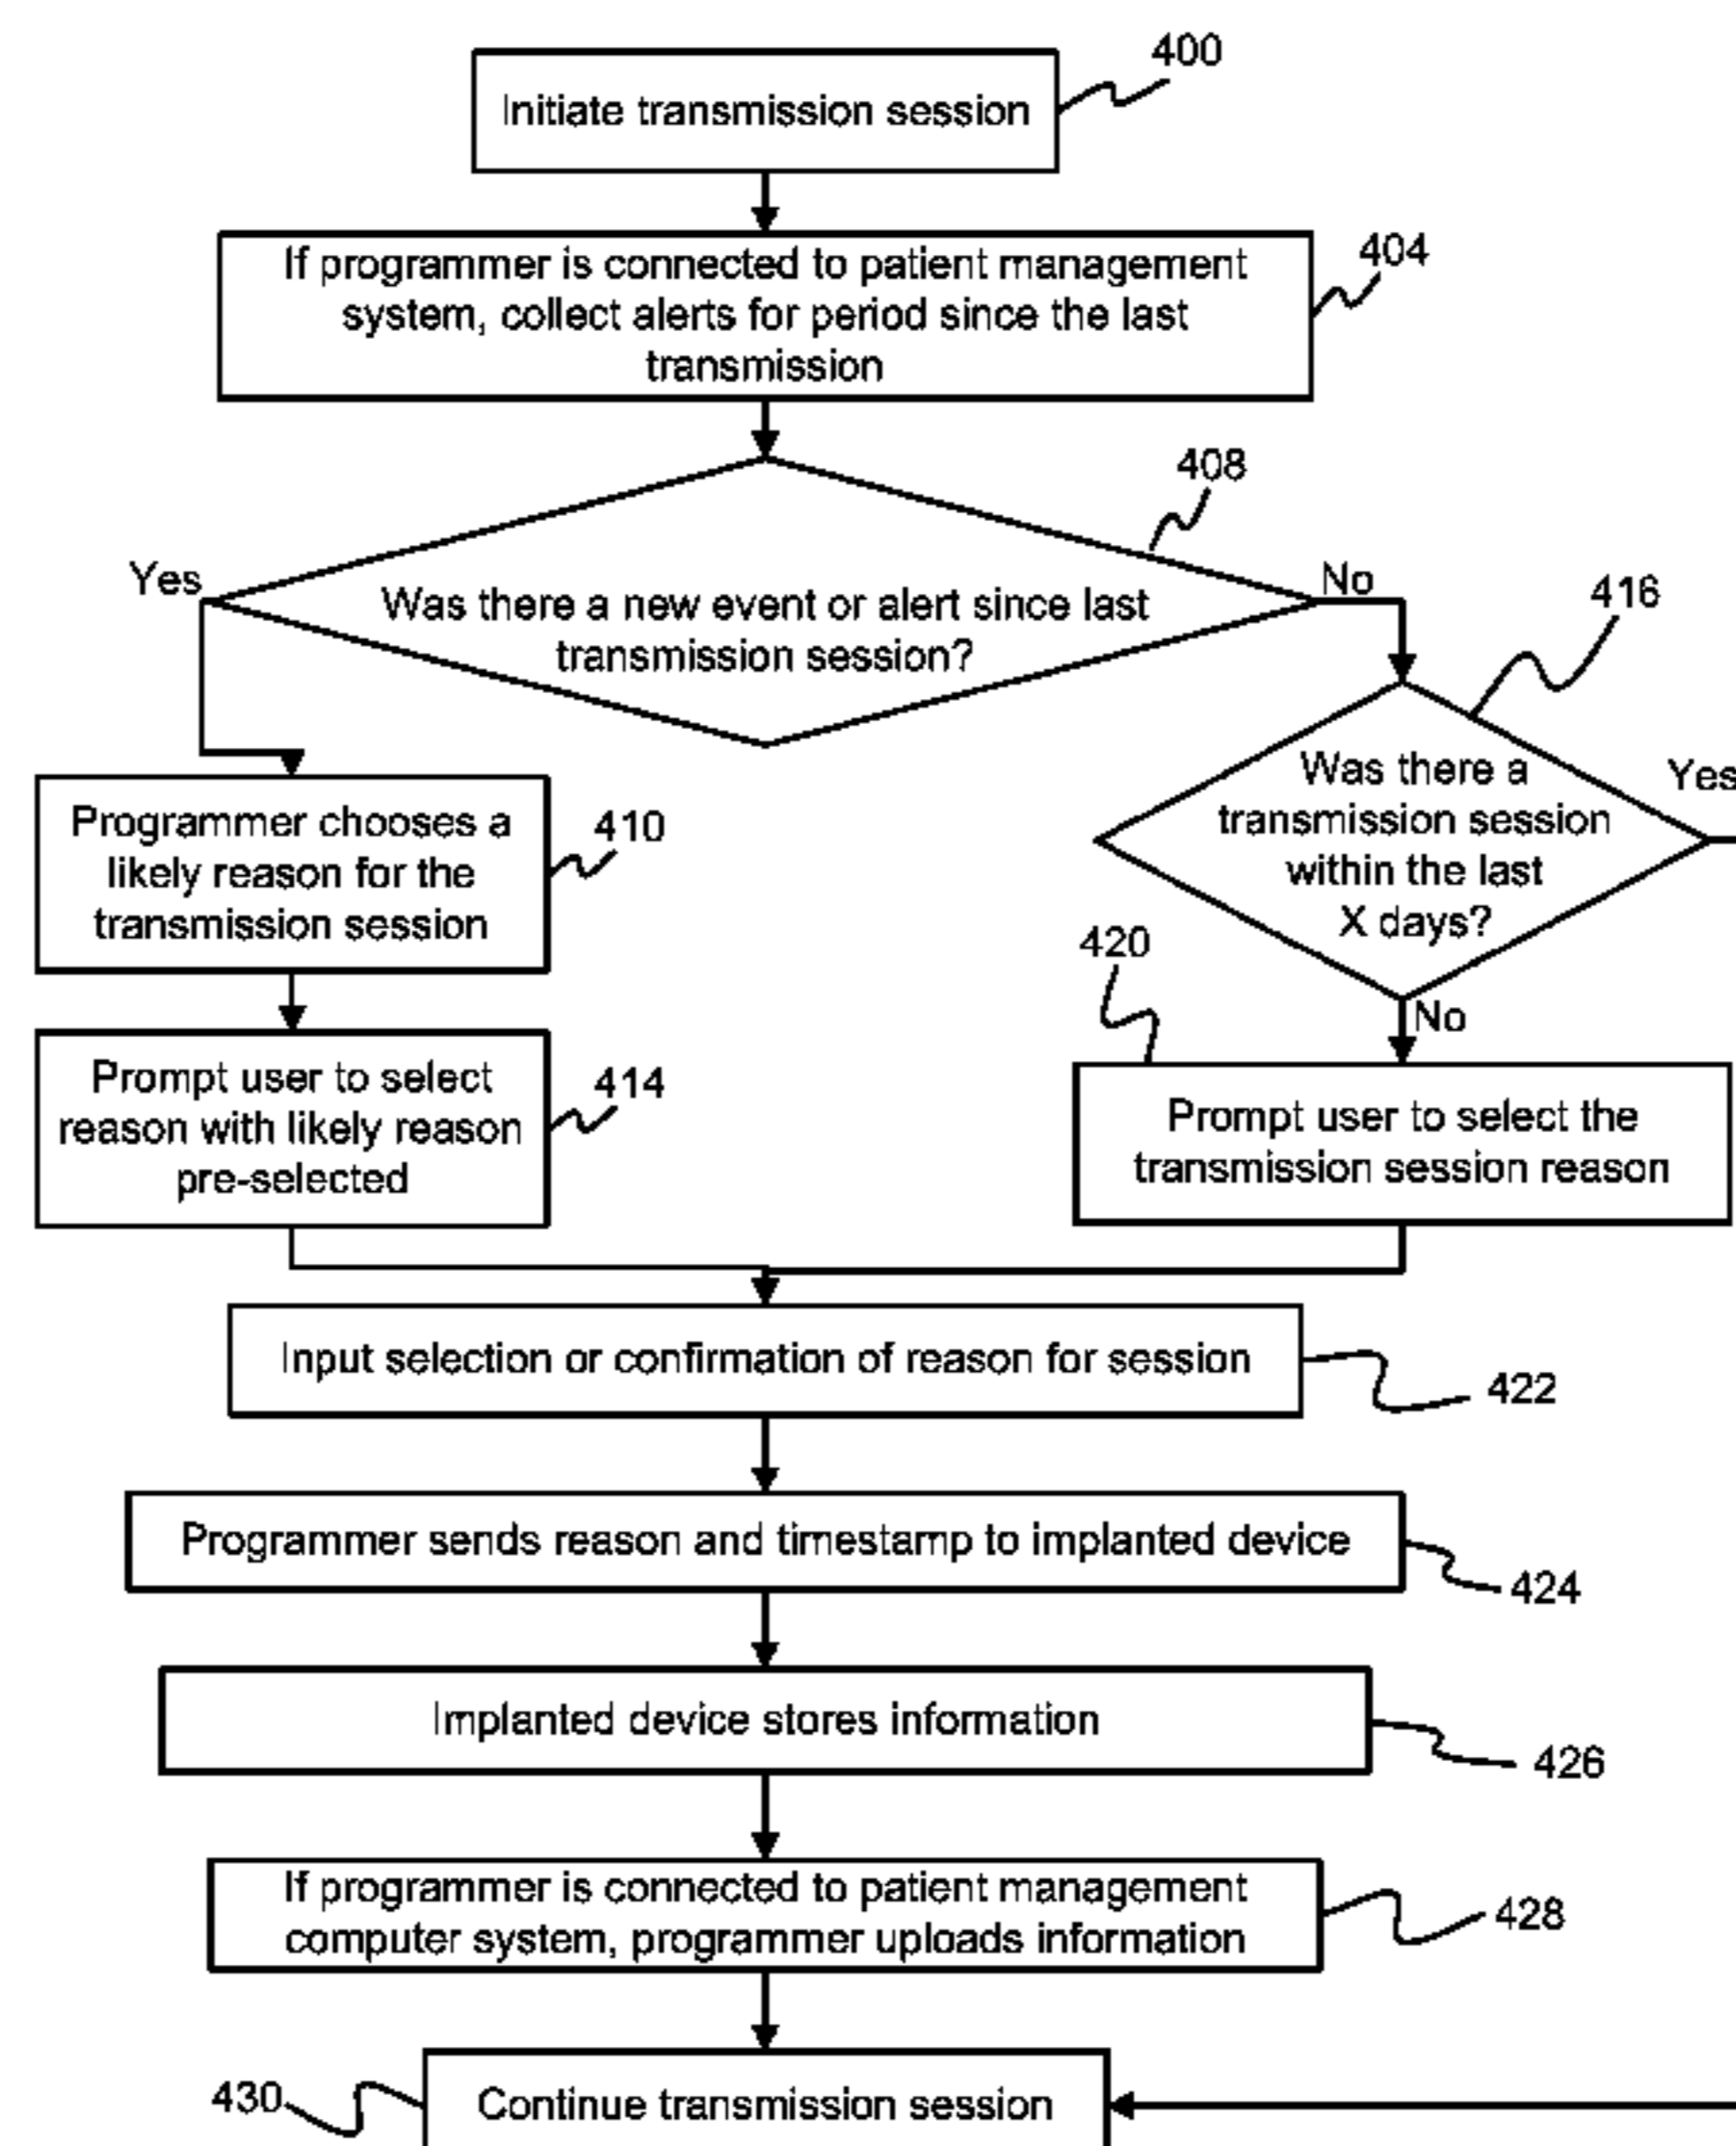 400
Initiate transmission session
404
If programmer is connected to patient management
system, collect alerts for period since the last
transmission
408
Yes
No
Was there a new event or alert since last
transmission session?
416
Was there a
transmission session
within the last
X days?
Yes
Programmer chooses a
likely reason for the
transmission session
410
420
No
Prompt user to select
reason with likely reason
pre-selected
414
Prompt user to select the
transmission session reason
Input selection or confirmation of reason for session
422
Programmer sends reason and timestamp to implanted device
424
Implanted device stores information
426
If programmer is connected to patient management
computer system, programmer uploads information
428
430
Continue transmission session